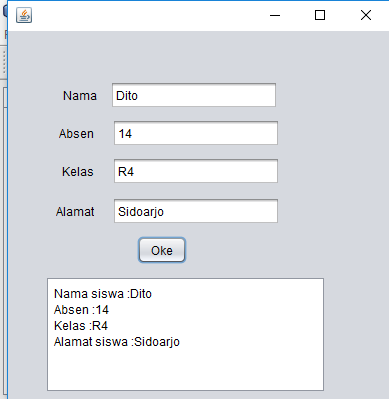 Nama Dito
Absen 14
Kelas R4
Alamat Sidoarjo
Oke
Nama siswa :Dito
Absen :14
Kelas :R4
Alamat siswa :Sidoarjo